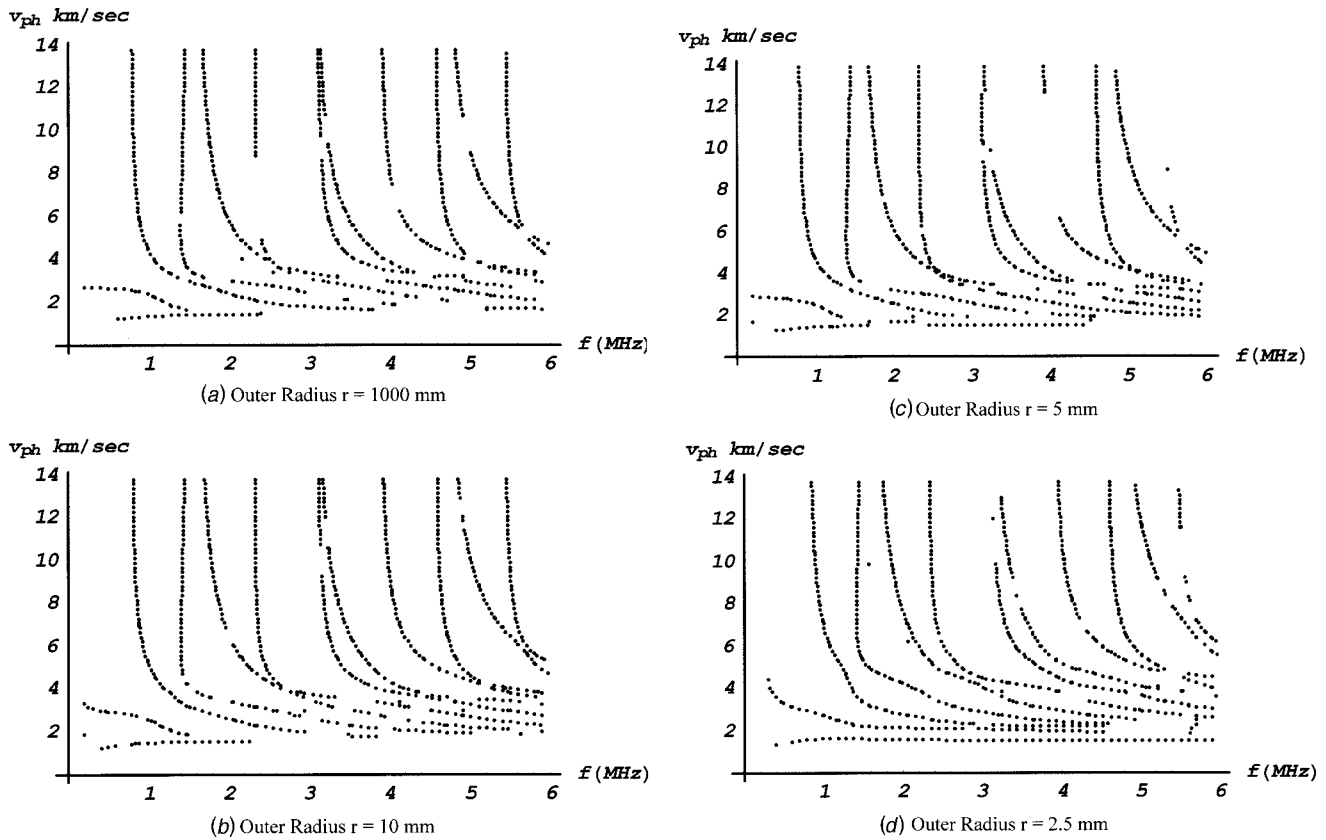 v_ph km/sec
14
12
10
8
6
4
2
1 2 3 4 5 6
f (MHz)
(a) Outer Radius r = 1000 mm
v_ph km/sec
14
12
10
8
6
4
2
1 2 3 4 5 6
f (MHz)
(b) Outer Radius r = 10 mm
v_ph km/sec
14
12
10
8
6
4
2
1 2 3 4 5 6
f (MHz)
(c) Outer Radius r = 5 mm
v_ph km/sec
14
12
10
8
6
4
2
1 2 3 4 5 6
f (MHz)
(d) Outer Radius r = 2.5 mm